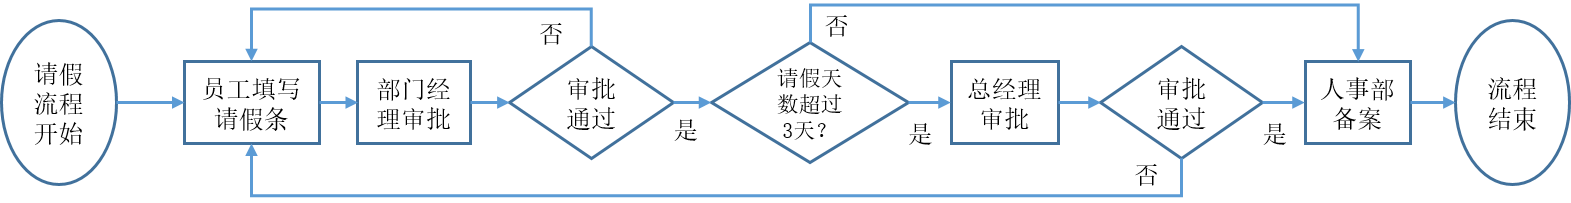 请假
流程
开始
员工填写
请假条
部门经
理审批
否
审批
通过
是
请假天
数超过
3天?
否
是
总经理
审批
审批
通过
否
是
人事部
备案
流程
结束